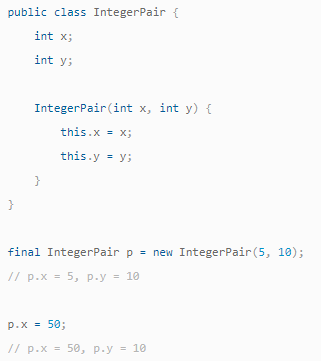 public class IntegerPair {
    int x;
    int y;

    IntegerPair(int x, int y) {
        this.x = x;
        this.y = y;
    }
}

final IntegerPair p = new IntegerPair(5, 10);
// p.x = 5, p.y = 10

p.x = 50;
// p.x = 50, p.y = 10